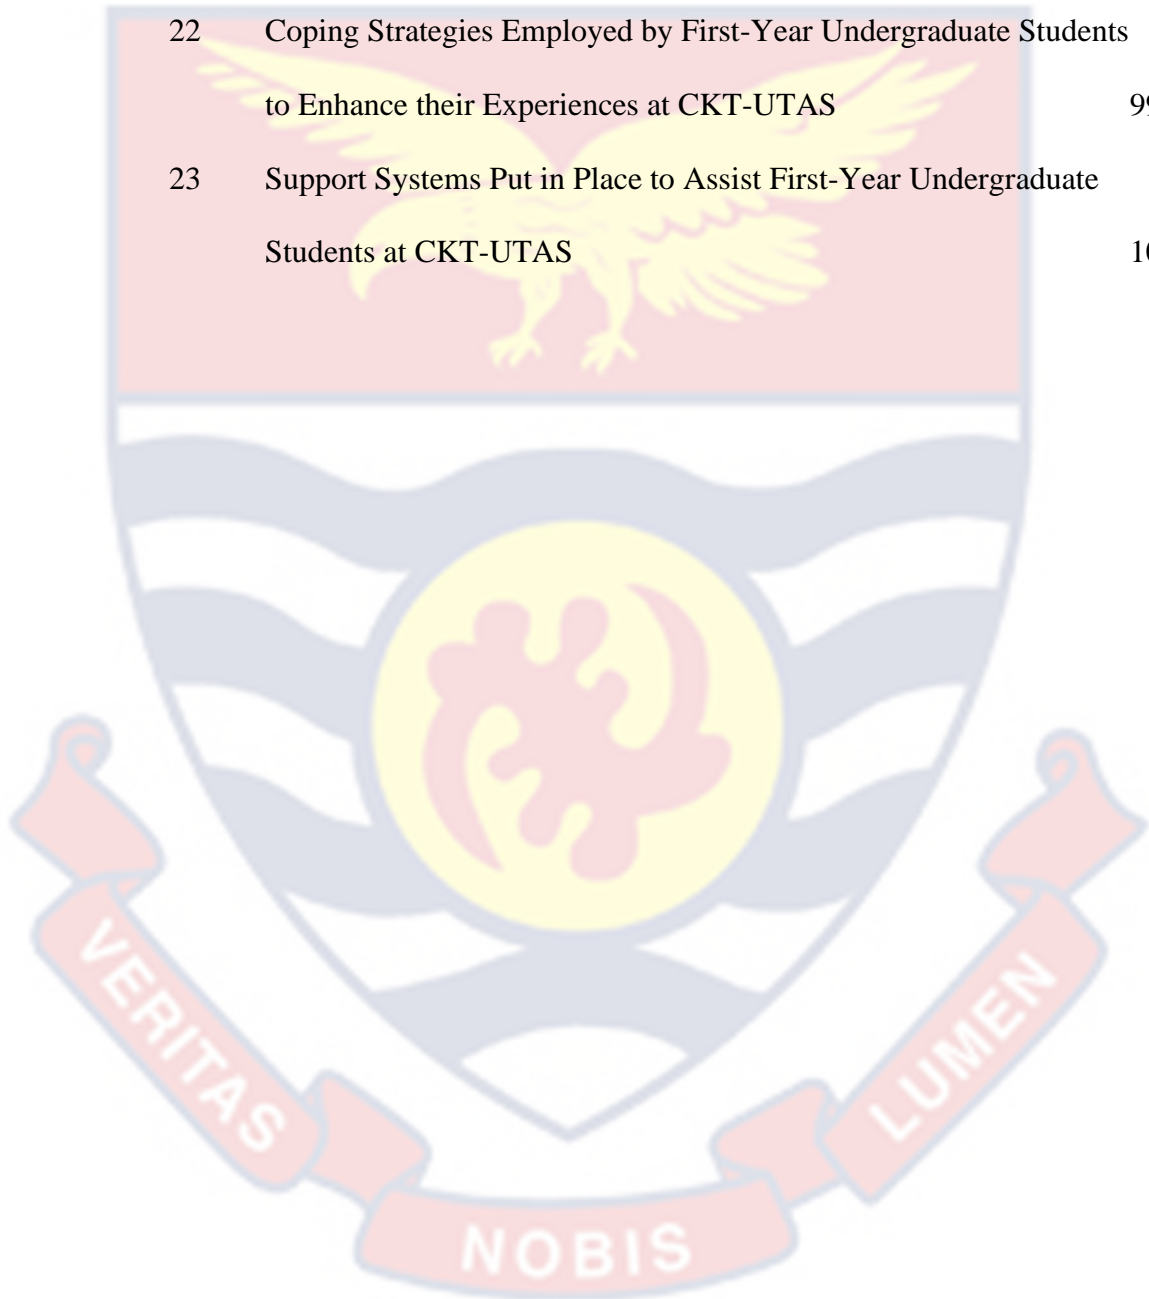 22 Coping Strategies Employed by First-Year Undergraduate Students
to Enhance their Experiences at CKT-UTAS 99
23 Support Systems Put in Place to Assist First-Year Undergraduate
Students at CKT-UTAS
VERITAS
NOBIS
LUMEN